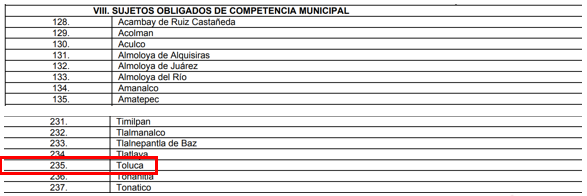 VIII. SUJETOS OBLIGADOS DE COMPETENCIA MUNICIPAL
128. Acambay de Ruiz Castañeda
129. Acolman
130. Aculco
131. Almoloya de Alquisiras
132. Almoloya de Juárez
133. Almoloya del Río
134. Amanalco
135. Amatepec
231. Timilpan
232. Tlalmanalco
233. Tlalnepantla de Baz
234. Tlatlaya
235. Toluca
236. Tonanitla
237. Tonatico